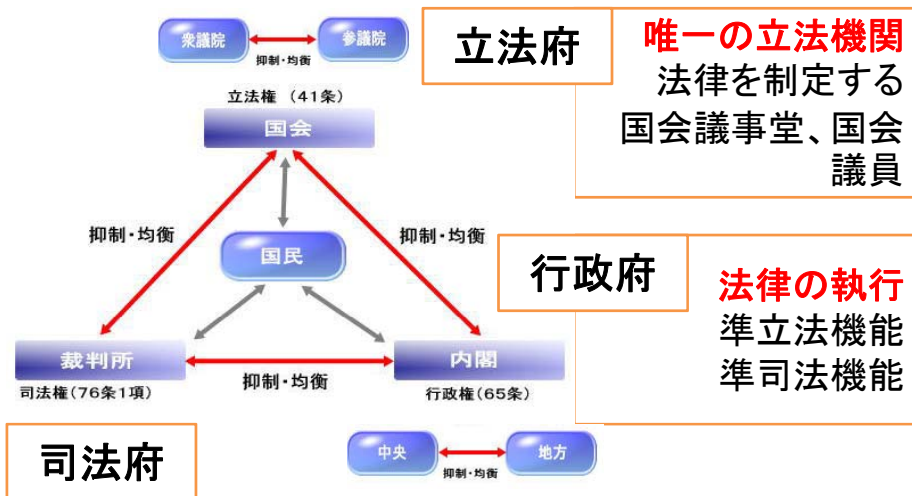 衆議院
参議院
抑制・均衡
立法権 （41条）
国会
抑制・均衡
抑制・均衡
国民
裁判所
司法権(76条1項)
抑制・均衡
内閣
行政権(65条)
中央
地方
抑制・均衡
立法府
唯一の立法機関
法律を制定する
国会議事堂、国会
議員
行政府
法律の執行
準立法機能
準司法機能
司法府